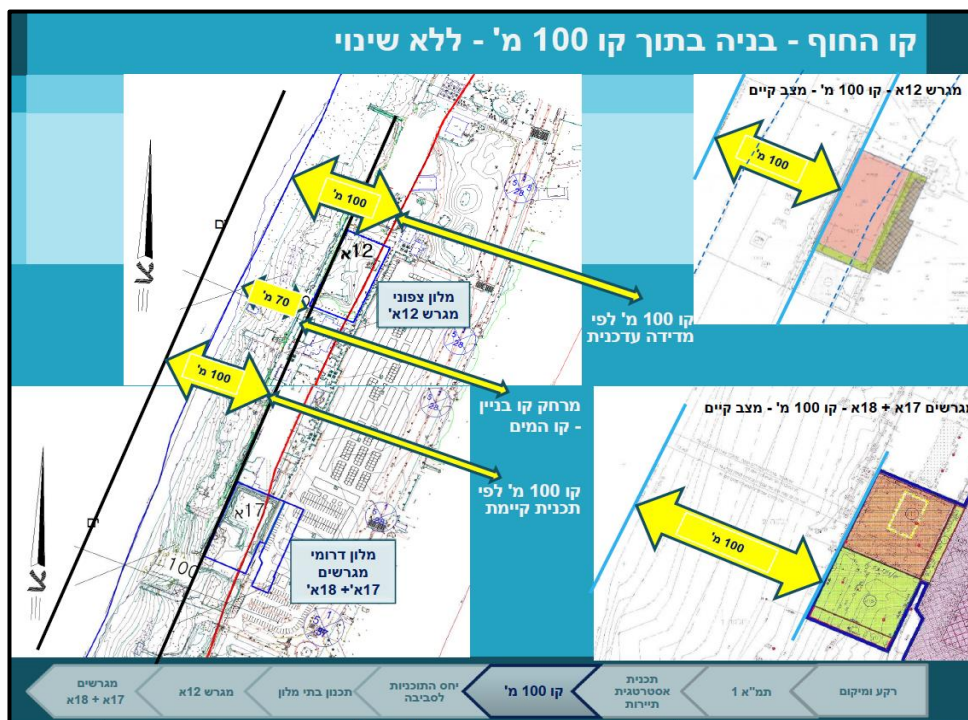 קו החוף - בניה בתוך קו 100 מ' - ללא שינוי
מגרש 12א - קו 100 מ' - מצב קיים
100 מ'
100 מ'
ים
12א
70 מ'
מלון צפוני
מגרש 12א'
קו 100 מ' לפי
מדידה עדכנית
100 מ'
מרחק קו בניין
- קו המים
מגרשים 17א + 18א - קו 100 מ' - מצב קיים
קו 100 מ' לפי
תכנית קיימת
100 מ'
17א
ים
100
מלון דרומי
מגרשים
17א'+ 18א'
רקע ומיקום
תמ"א 1
תכנית
אסטרטגית
תיירות
קו 100 מ'
יחס התוכניות
לסביבה
תכנון בתי מלון
מגרש 12א
מגרשים
17א + 18א